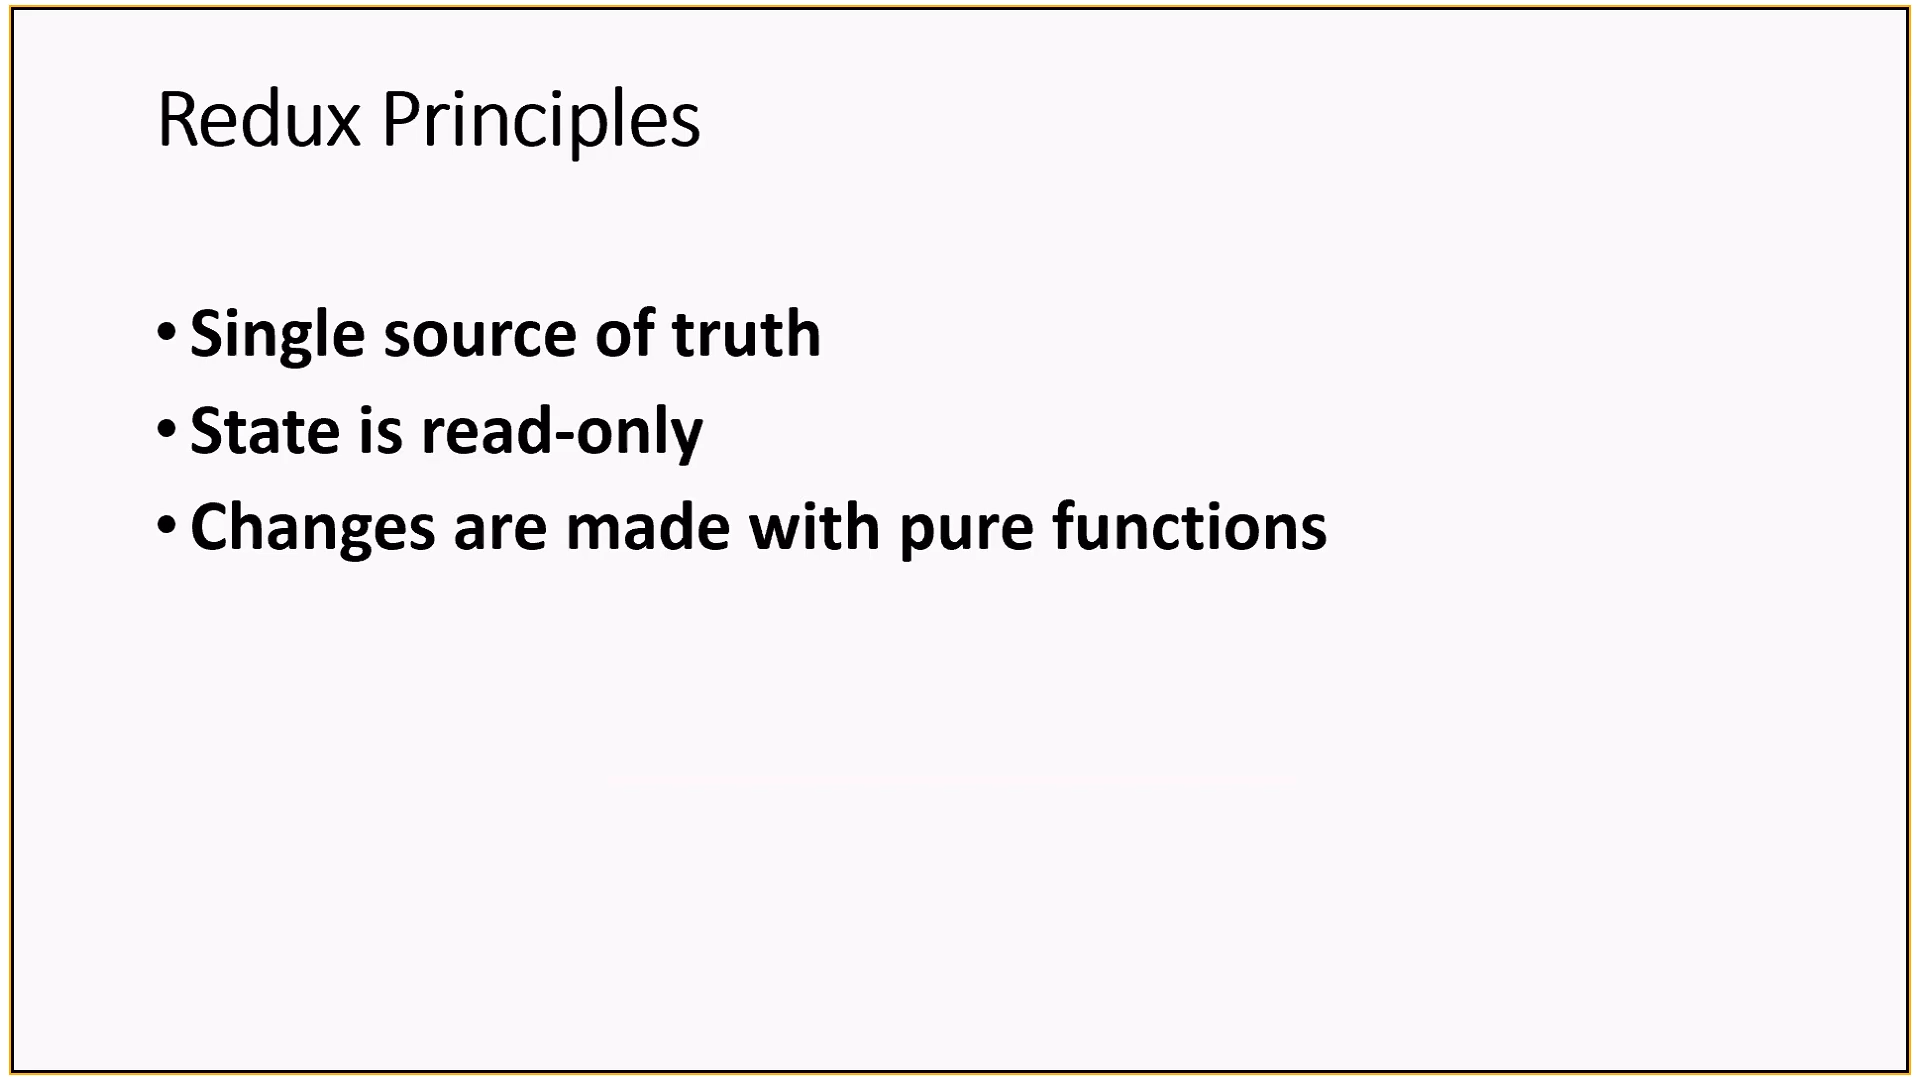 Redux Principles
• Single source of truth
• State is read-only
• Changes are made with pure functions